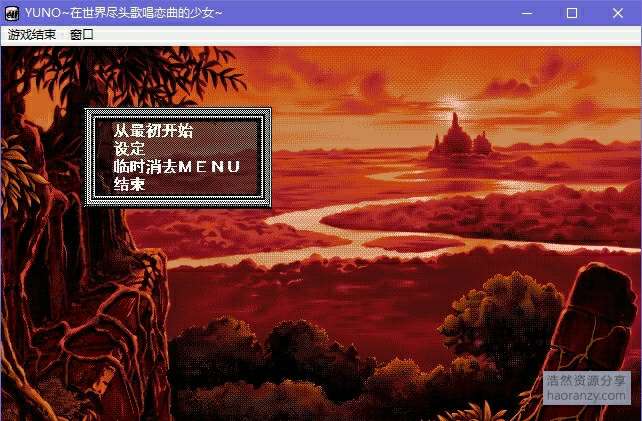 YUNO~在世界尽头歌唱恋曲的少女~
游戏结束 窗口
从最初开始
设定
临时消去ＭＥＮＵ
结束
浩然资源分享
haoranzy.com